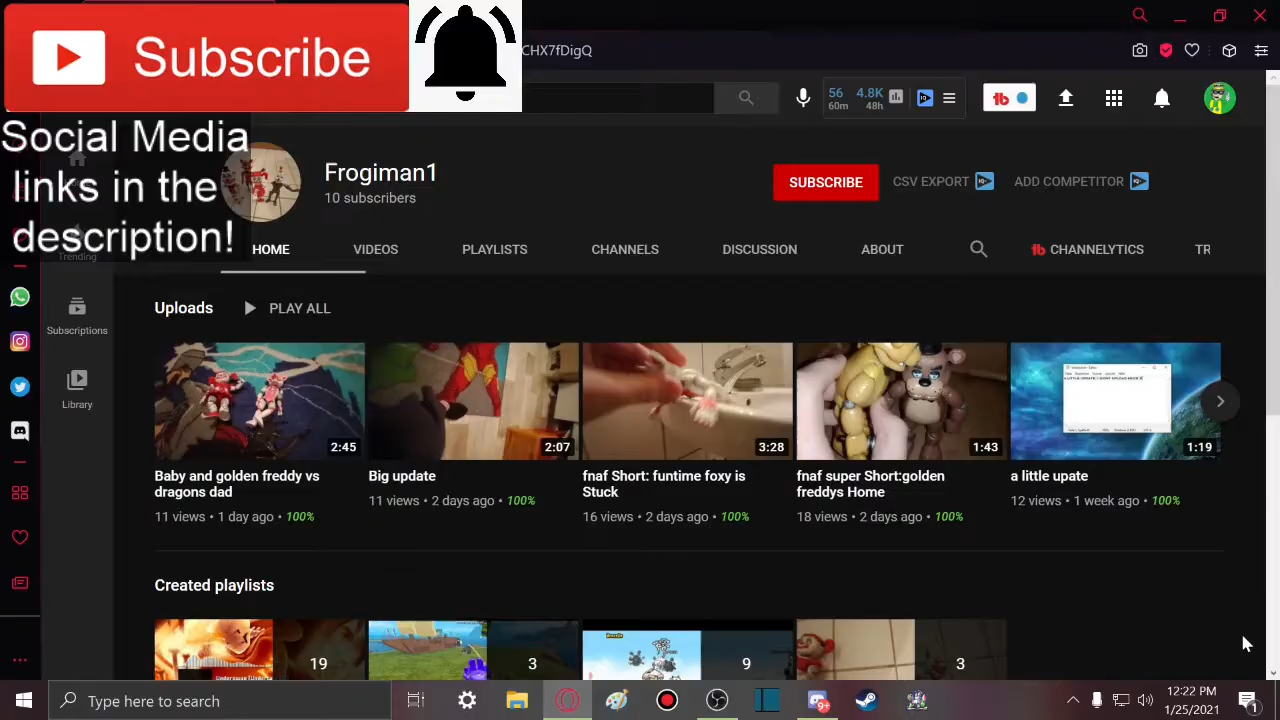 Subscribe
CHX7fDigQ
Social Media
links in the
description!
56
60m
4.8K
48h
Frogiman1
10 subscribers
SUBSCRIBE
CSV EXPORT
ADD COMPETITOR
HOME
VIDEOS
PLAYLISTS
CHANNELS
DISCUSSION
ABOUT
CHANNELYTICS
TR
Trending
Subscriptions
Library
Uploads
PLAY ALL
2:45
Baby and golden freddy vs
dragons dad
11 views • 1 day ago • 100%
2:07
Big update
11 views • 2 days ago • 100%
3:28
fnaf Short: funtime foxy is
Stuck
16 views • 2 days ago • 100%
1:43
fnaf super Short:golden
freddys Home
18 views • 2 days ago • 100%
1:19
a little upate
12 views • 1 week ago • 100%
Created playlists
19
3
9
3
Type here to search
9+
12:22 PM
1/25/2021
1